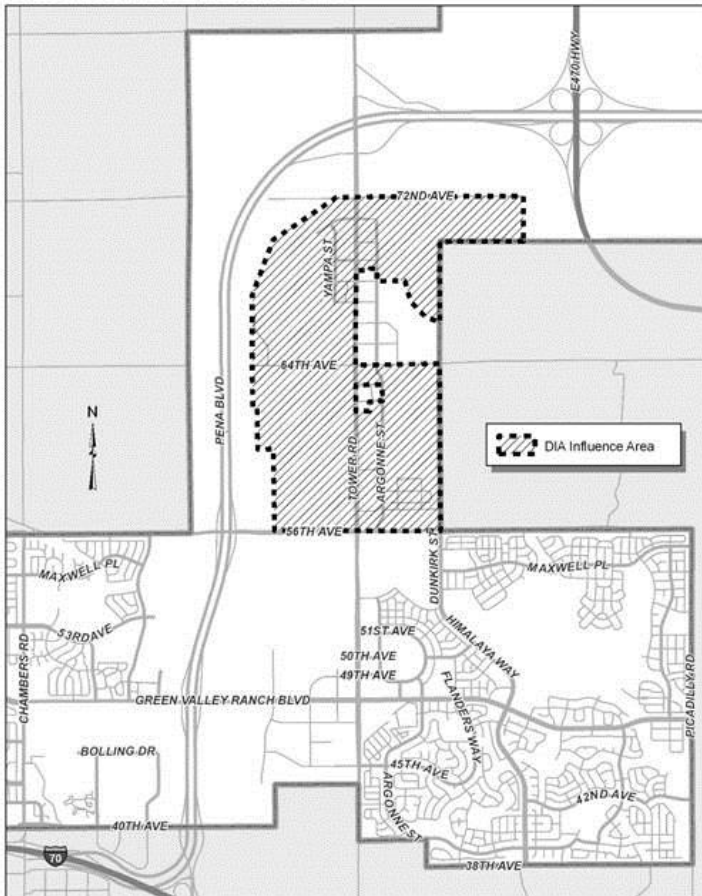 E470 HWY
72ND AVE
YAMPA ST
64TH AVE
PENA BLVD
N
TOWER RD
ARGONNE ST
DIA Influence Area
56TH AVE
DUNKIRK ST
MAXWELL PL
MAXWELL PL
53RD AVE
51ST AVE
HIMALAYA WAY
CHAMBERS RD
50TH AVE
49TH AVE
PICADILLY RD
GREEN VALLEY RANCH BLVD
FLANDERS WAY
BOLLING DR
45TH AVE
ARGONNE ST
42ND AVE
40TH AVE
70
38TH AVE